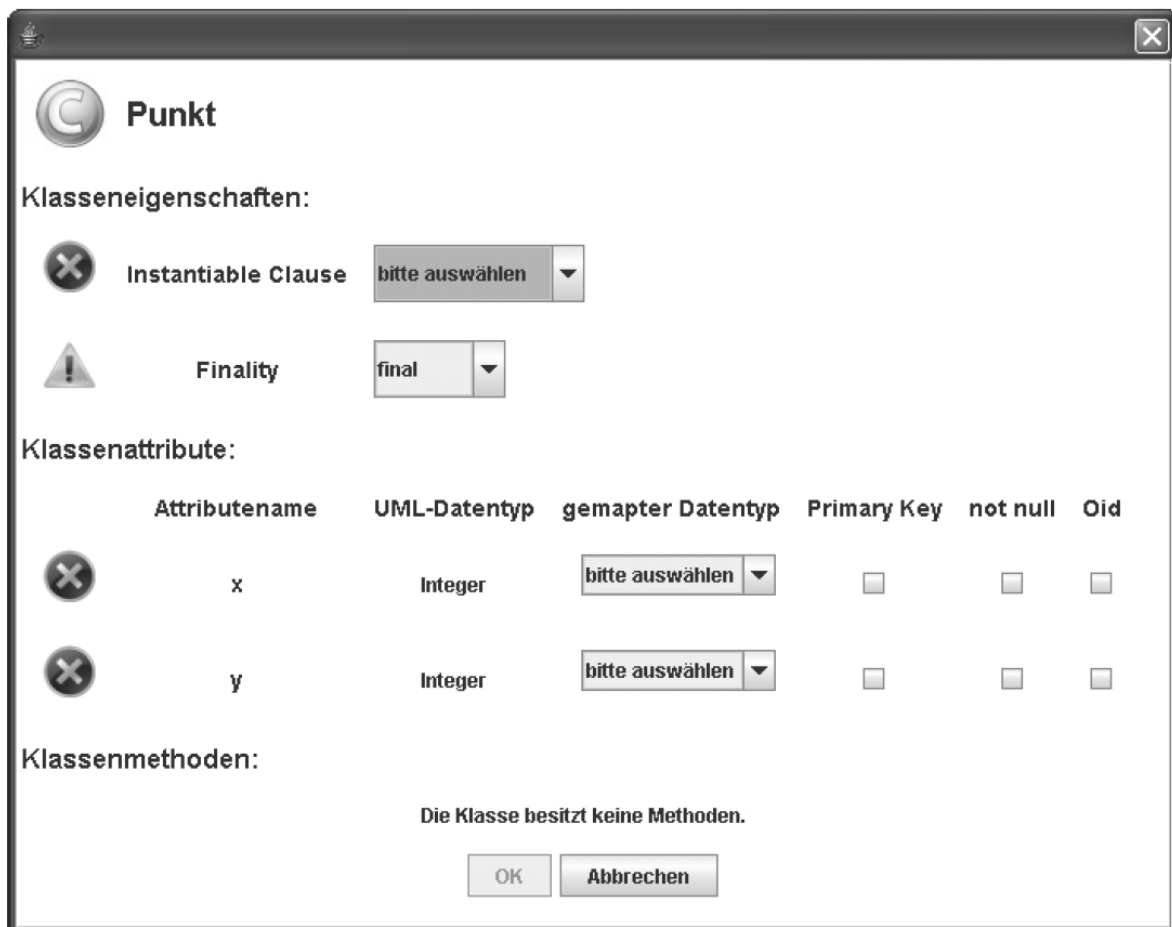 C Punkt
Klasseneigenschaften:
Instantiable Clause bitte auswählen
Finality final
Klassenattribute:
Attributename UML-Datentyp gemapter Datentyp Primary Key not null Oid
x Integer bitte auswählen
y Integer bitte auswählen
Klassenmethoden:
Die Klasse besitzt keine Methoden.
OK Abbrechen